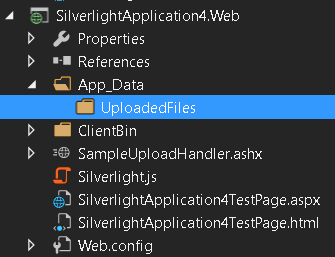 SilverlightApplication4.Web
Properties
References
App_Data
UploadedFiles
ClientBin
SampleUploadHandler.ashx
Silverlight.js
SilverlightApplication4TestPage.aspx
SilverlightApplication4TestPage.html
Web.config